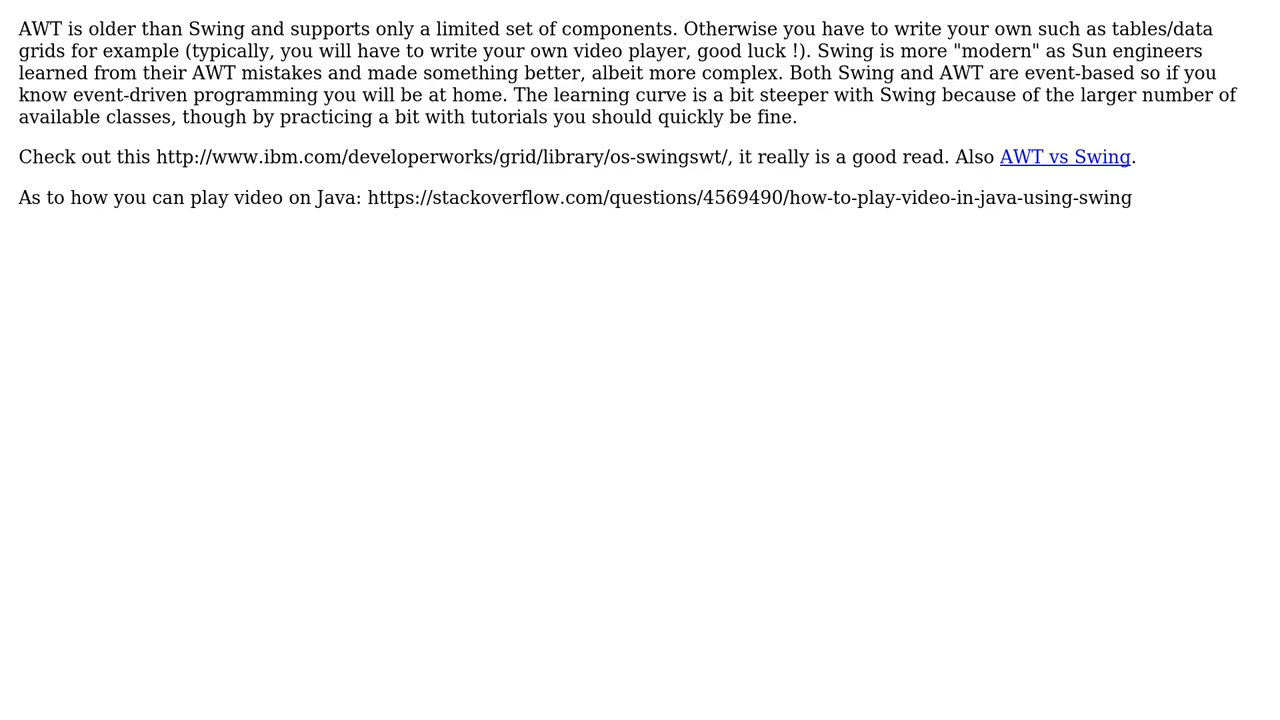 AWT is older than Swing and supports only a limited set of components. Otherwise you have to write your own such as tables/data
grids for example (typically, you will have to write your own video player, good luck !). Swing is more "modern" as Sun engineers
learned from their AWT mistakes and made something better, albeit more complex. Both Swing and AWT are event-based so if you
know event-driven programming you will be at home. The learning curve is a bit steeper with Swing because of the larger number of
available classes, though by practicing a bit with tutorials you should quickly be fine.
Check out this http://www.ibm.com/developerworks/grid/library/os-swingswt/, it really is a good read. Also AWT vs Swing.
As to how you can play video on Java: https://stackoverflow.com/questions/4569490/how-to-play-video-in-java-using-swing